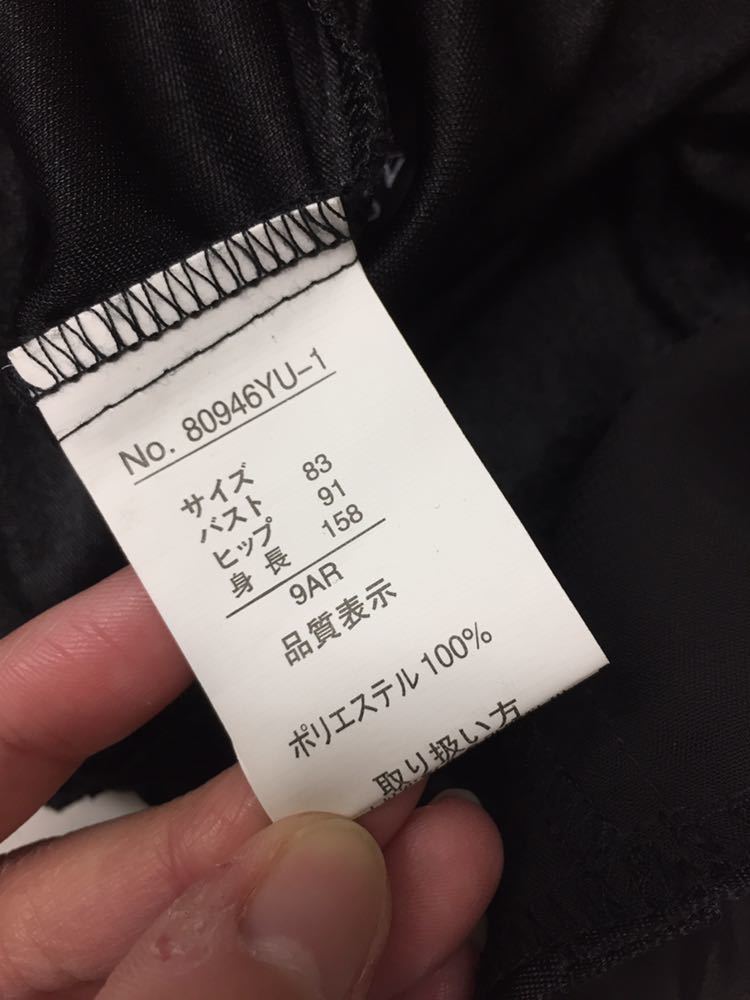 No. 80946YU-1
サイズ
バスト 83
ヒップ 91
身長 158
9AR
品質表示
ポリエステル 100%
取り扱い方